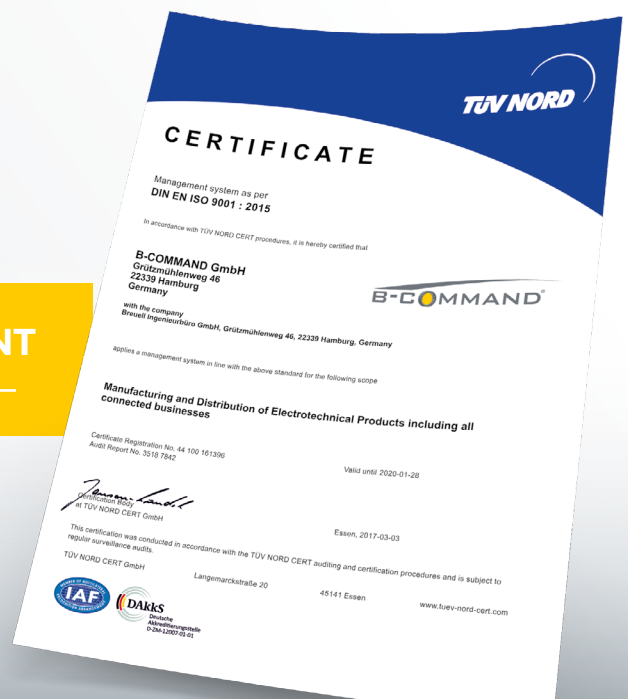 TÜV NORD
CERTIFICATE
Management system as per
DIN EN ISO 9001 : 2015
In accordance with TÜV NORD CERT procedures, it is hereby certified that
B-COMMAND GmbH
Grützmühlenweg 46
22339 Hamburg
Germany
B-COMMAND
with the company
Breuell Ingenieurbüro GmbH, Grützmühlenweg 46, 22339 Hamburg, Germany
NT
applies a management system in line with the above standard for the following scope
Manufacturing and Distribution of Electrotechnical Products including all
connected businesses
Certificate Registration No. 44 100 161396
Audit Report No. 3518 7842
Valid until 2020-01-28
Certification Body
at TÜV NORD CERT GmbH
Essen, 2017-03-03
This certification was conducted in accordance with the TÜV NORD CERT auditing and certification procedures and is subject to
regular surveillance audits.
TÜV NORD CERT GmbH Langemarckstraße 20 45141 Essen www.tuev-nord-cert.com
IAF
DAkkS
Deutsche
Akkreditierungsstelle
D-ZM-12007-01-01